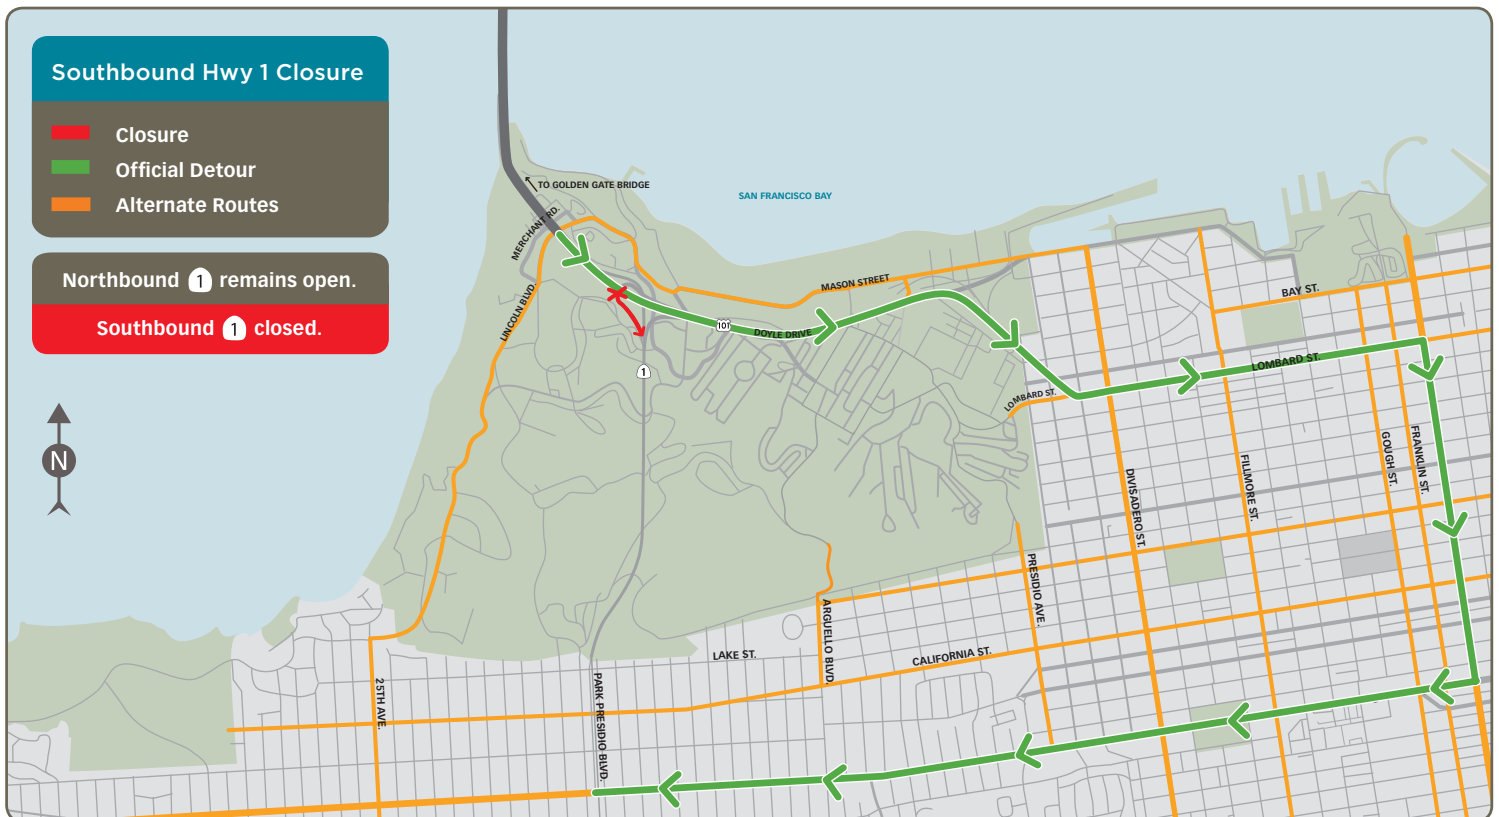 Southbound Hwy 1 Closure
Closure
Official Detour
Alternate Routes
Northbound 1 remains open.
Southbound 1 closed.
N
TO GOLDEN GATE BRIDGE
SAN FRANCISCO BAY
MERCHANT RD.
LINCOLN BLVD.
MASON STREET
101
DOYLE DRIVE
1
BAY ST.
LOMBARD ST.
LOMBARD ST.
DIVISADERO ST.
FILLMORE ST.
GOUGH ST.
FRANKLIN ST.
PRESIDIO AVE.
ARGUELLO BLVD.
LAKE ST.
CALIFORNIA ST.
25TH AVE.
PARK PRESIDIO BLVD.